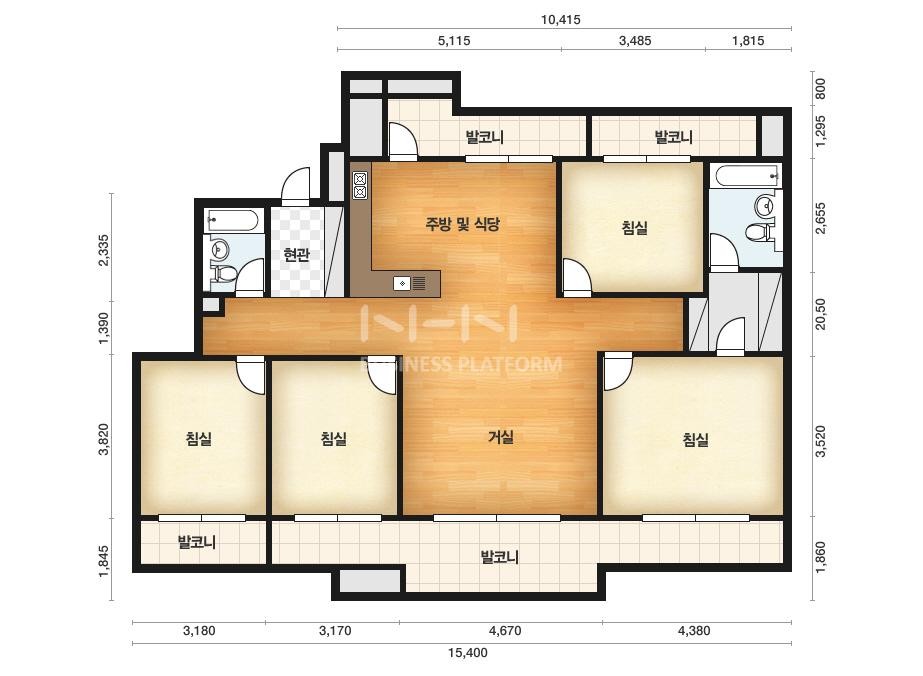 10,415
5,115
3,485
1,815
800
1,295
2,655
20,50
3,520
1,860
2,335
1,390
3,820
1,845
발코니
발코니
주방 및 식당
침실
현관
NHN
BUSINESS PLATFORM
침실
침실
거실
침실
발코니
발코니
3,180
3,170
4,670
4,380
15,400